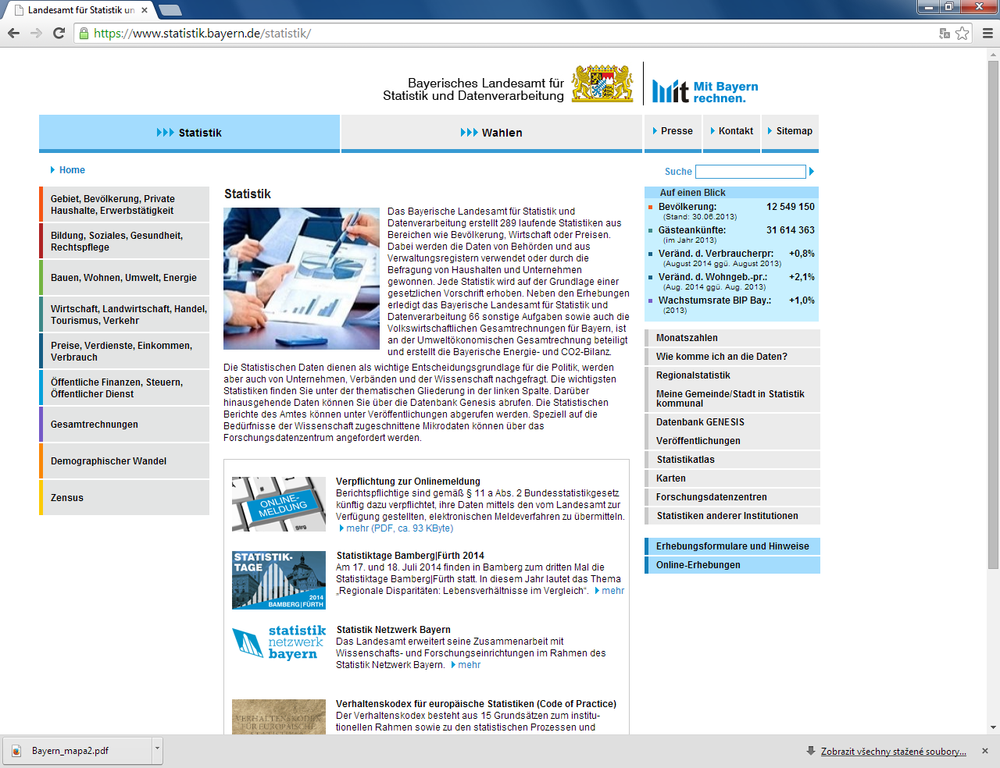 Landesamt für Statistik un
https://www.statistik.bayern.de/statistik/
Bayerisches Landesamt für
Statistik und Datenverarbeitung
mit
Mit Bayern
rechnen.
Statistik
Wahlen
Presse
Kontakt
Sitemap
Home
Suche
Gebiet, Bevölkerung, Private
Haushalte, Erwerbstätigkeit
Bildung, Soziales, Gesundheit,
Rechtspflege
Bauen, Wohnen, Umwelt, Energie
Wirtschaft, Landwirtschaft, Handel,
Tourismus, Verkehr
Preise, Verdienste, Einkommen,
Verbrauch
Öffentliche Finanzen, Steuern,
Öffentlicher Dienst
Gesamtrechnungen
Demographischer Wandel
Zensus
Statistik
Das Bayerische Landesamt für Statistik und
Datenverarbeitung erstellt 289 laufende Statistiken aus
Bereichen wie Bevölkerung, Wirtschaft oder Preisen.
Dabei werden die Daten von Behörden und aus
Verwaltungsregistern verwendet oder durch die
Befragung von Haushalten und Unternehmen
gewonnen. Jede Statistik wird auf der Grundlage einer
gesetzlichen Vorschrift erhoben. Neben den Erhebungen
erledigt das Bayerische Landesamt für Statistik und
Datenverarbeitung 66 sonstige Aufgaben sowie auch die
Volkswirtschaftlichen Gesamtrechnungen für Bayern, ist
an der Umweltökonomischen Gesamtrechnung beteiligt
und erstellt die Bayerische Energie- und CO2-Bilanz.
Die Statistischen Daten dienen als wichtige Entscheidungsgrundlage für die Politik, werden
aber auch von Unternehmen, Verbänden und der Wissenschaft nachgefragt. Die wichtigsten
Statistiken finden Sie unter der thematischen Gliederung in der linken Spalte. Darüber
hinausgehende Daten können Sie über die Datenbank Genesis abrufen. Die Statistischen
Berichte des Amtes können unter Veröffentlichungen abgerufen werden. Speziell auf die
Bedürfnisse der Wissenschaft zugeschnittene Mikrodaten können über das
Forschungsdatenzentrum angefordert werden.
ONLINE-
MELDUNG
Strg
Verpflichtung zur Onlinemeldung
Berichtspflichtige sind gemäß § 11 a Abs. 2 Bundesstatistikgesetz
künftig dazu verpflichtet, ihre Daten mittels den vom Landesamt zur
Verfügung gestellten, elektronischen Meldeverfahren zu übermitteln.
mehr (PDF, ca. 93 KByte)
STATISTIK-
TAGE
2014
BAMBERG|FÜRTH
Statistiktage Bamberg|Fürth 2014
Am 17. und 18. Juli 2014 finden in Bamberg zum dritten Mal die
Statistiktage Bamberg|Fürth statt. In diesem Jahr lautet das Thema
„Regionale Disparitäten: Lebensverhältnisse im Vergleich“. mehr
statistik
netzwerk
bayern
Statistik Netzwerk Bayern
Das Landesamt erweitert seine Zusammenarbeit mit
Wissenschafts- und Forschungseinrichtungen im Rahmen des
Statistik Netzwerk Bayern. mehr
VERHALTENSKODEX
FÜR EUROPÄISCHE
STATISTIKEN
Verhaltenskodex für europäische Statistiken (Code of Practice)
Der Verhaltenskodex besteht aus 15 Grundsätzen zum institu-
tionellen Rahmen sowie zu den statistischen Prozessen und
Auf einen Blick
Bevölkerung: 12 549 150
(Stand: 30.06.2013)
Gästeankünfte: 31 614 363
(im Jahr 2013)
Veränd. d. Verbraucherpr: +0,8%
(August 2014 ggü. August 2013)
Veränd. d. Wohngeb.-pr.: +2,1%
(Aug. 2014 ggü. Aug. 2013)
Wachstumsrate BIP Bay.: +1,0%
(2013)
Monatszahlen
Wie komme ich an die Daten?
Regionalstatistik
Meine Gemeinde/Stadt in Statistik
kommunal
Datenbank GENESIS
Veröffentlichungen
Statistikatlas
Karten
Forschungsdatenzentren
Statistiken anderer Institutionen
Erhebungsformulare und Hinweise
Online-Erhebungen
Bayern_mapa2.pdf
Zobrazit všechny stažené soubory...